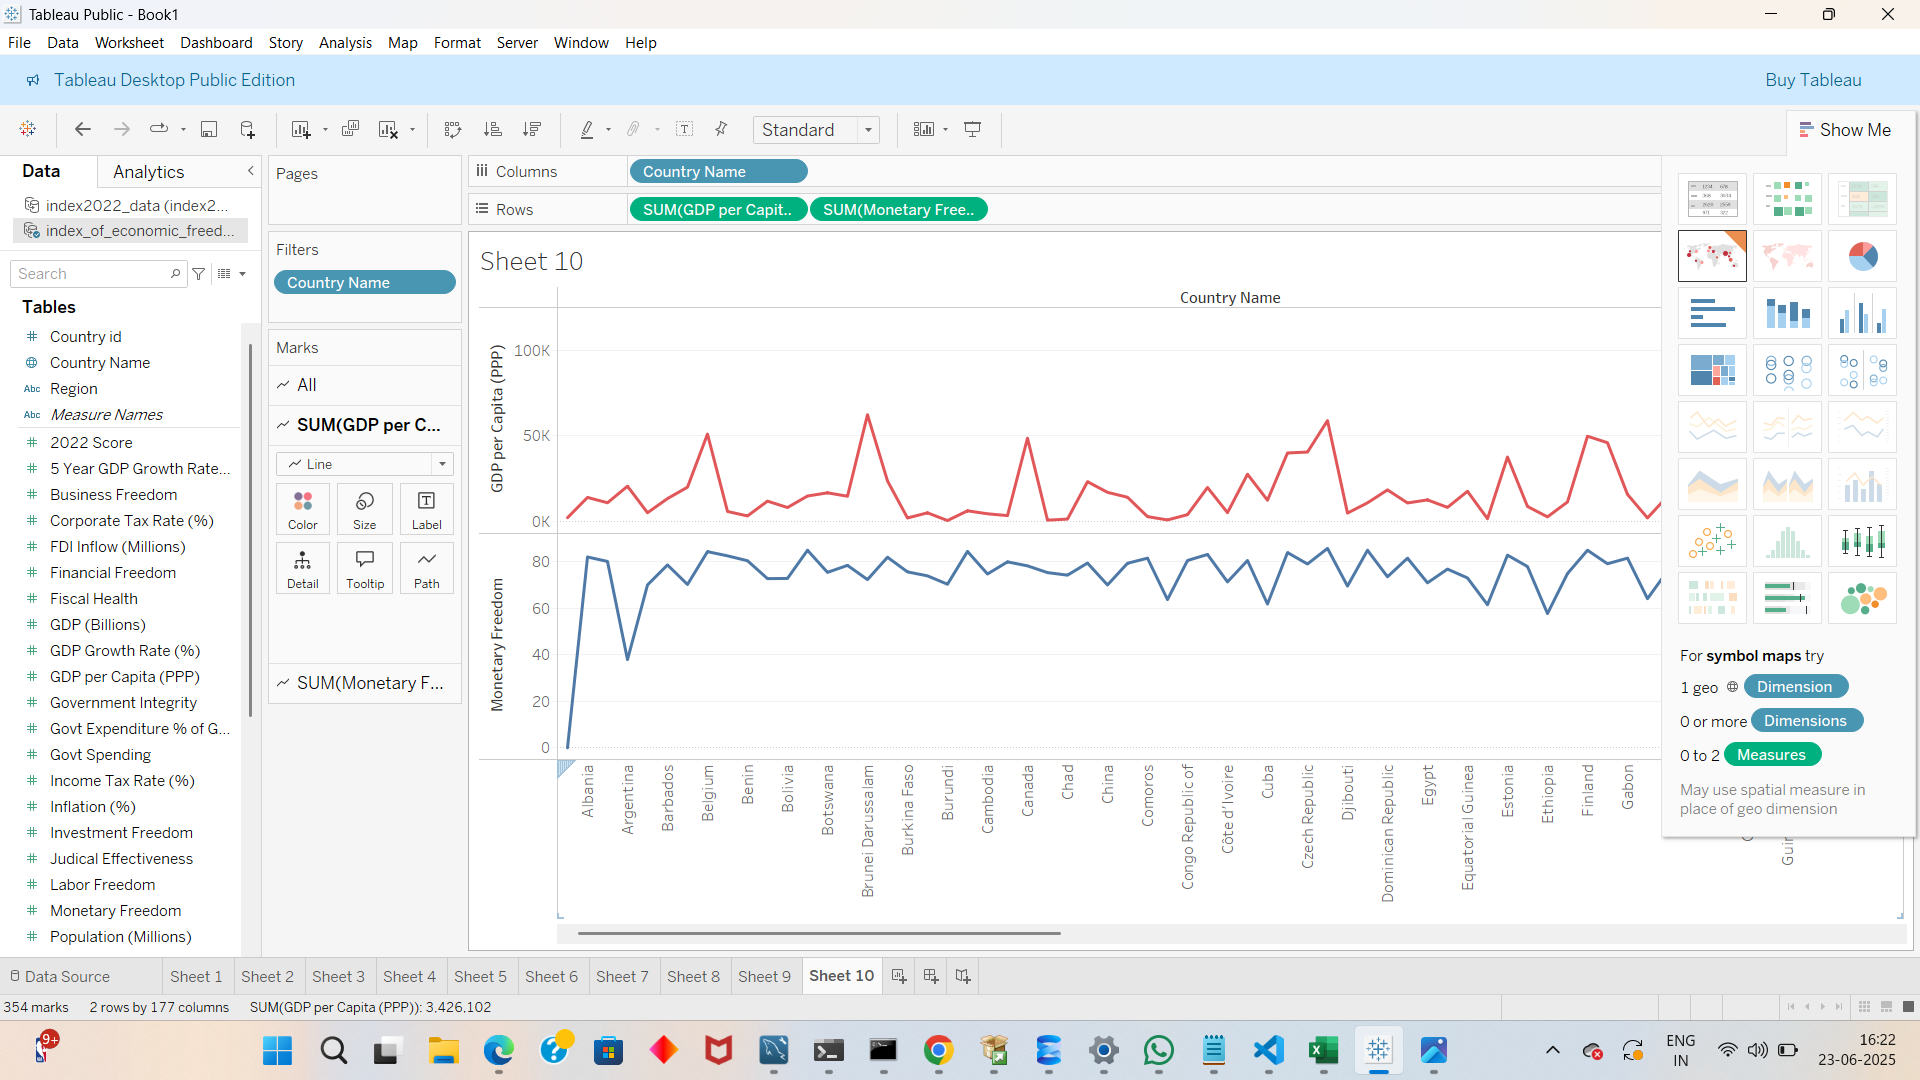 Tableau Public - Book1
File Data Worksheet Dashboard Story Analysis Map Format Server Window Help
Tableau Desktop Public Edition
Buy Tableau
Standard
Show Me
Data Analytics
index2022_data (index2...
index_of_economic_freed...
Search
Tables
# Country id
Country Name
Abc Region
Abc Measure Names
# 2022 Score
# 5 Year GDP Growth Rate...
# Business Freedom
# Corporate Tax Rate (%)
# FDI Inflow (Millions)
# Financial Freedom
# Fiscal Health
# GDP (Billions)
# GDP Growth Rate (%)
# GDP per Capita (PPP)
# Government Integrity
# Govt Expenditure % of G...
# Govt Spending
# Income Tax Rate (%)
# Inflation (%)
# Investment Freedom
# Judical Effectiveness
# Labor Freedom
# Monetary Freedom
# Population (Millions)
Pages
Filters
Country Name
Marks
All
SUM(GDP per C...
Line
Color Size Label
Detail Tooltip Path
SUM(Monetary F...
Columns Country Name
Rows SUM(GDP per Capit.. SUM(Monetary Free..
Sheet 10
Country Name
GDP per Capita (PPP)
100K
50K
0K
Monetary Freedom
80
60
40
20
0
Albania
Argentina
Barbados
Belgium
Benin
Bolivia
Botswana
Brunei Darussalam
Burkina Faso
Burundi
Cambodia
Canada
Chad
China
Comoros
Congo Republic of
Côte d'Ivoire
Cuba
Czech Republic
Djibouti
Dominican Republic
Egypt
Equatorial Guinea
Estonia
Ethiopia
Finland
Gabon
For symbol maps try
1 geo Dimension
0 or more Dimensions
0 to 2 Measures
May use spatial measure in
place of geo dimension
Data Source Sheet 1 Sheet 2 Sheet 3 Sheet 4 Sheet 5 Sheet 6 Sheet 7 Sheet 8 Sheet 9 Sheet 10
354 marks 2 rows by 177 columns SUM(GDP per Capita (PPP)): 3,426,102
9+
ENG
IN
16:22
23-06-2025